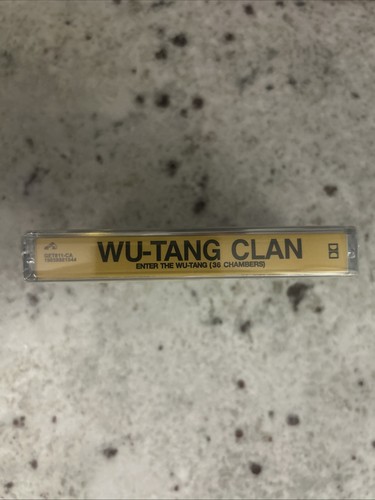 WU-TANG CLAN
ENTER THE WU-TANG (36 CHAMBERS)